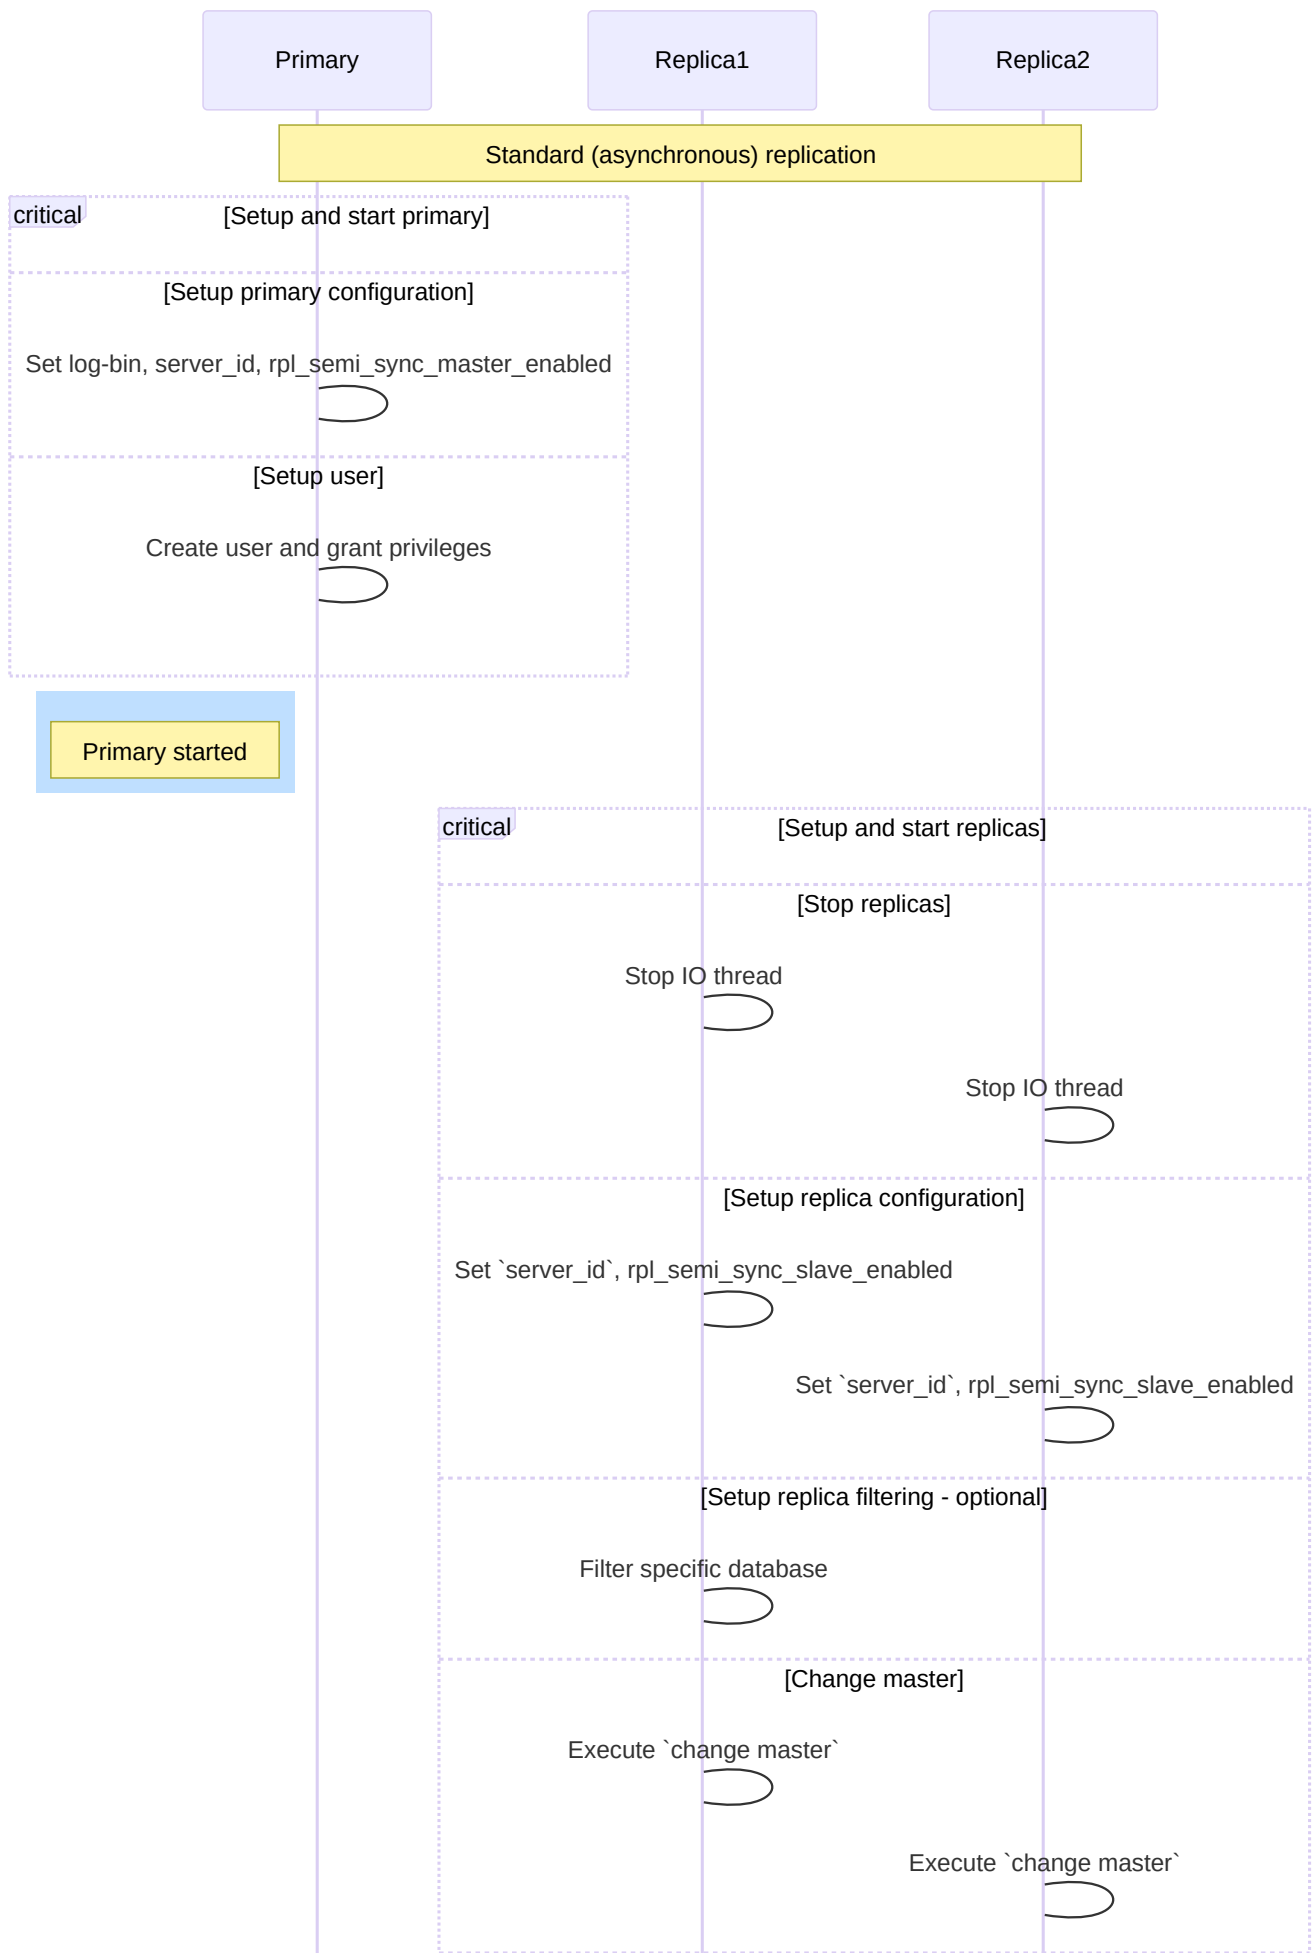 Primary
Replica1
Replica2
Standard (asynchronous) replication
critical
[Setup and start primary]
[Setup primary configuration]
Set log-bin, server_id, rpl_semi_sync_master_enabled
[Setup user]
Create user and grant privileges
Primary started
critical
[Setup and start replicas]
[Stop replicas]
Stop IO thread
Stop IO thread
[Setup replica configuration]
Set `server_id`, rpl_semi_sync_slave_enabled
Set `server_id`, rpl_semi_sync_slave_enabled
[Setup replica filtering - optional]
Filter specific database
[Change master]
Execute `change master`
Execute `change master`